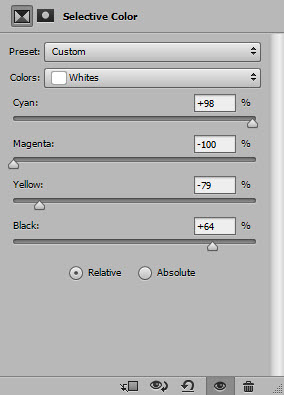 Selective Color
Preset: Custom
Colors: Whites
Cyan: +98 %
Magenta: -100 %
Yellow: -79 %
Black: +64 %
Relative Absolute